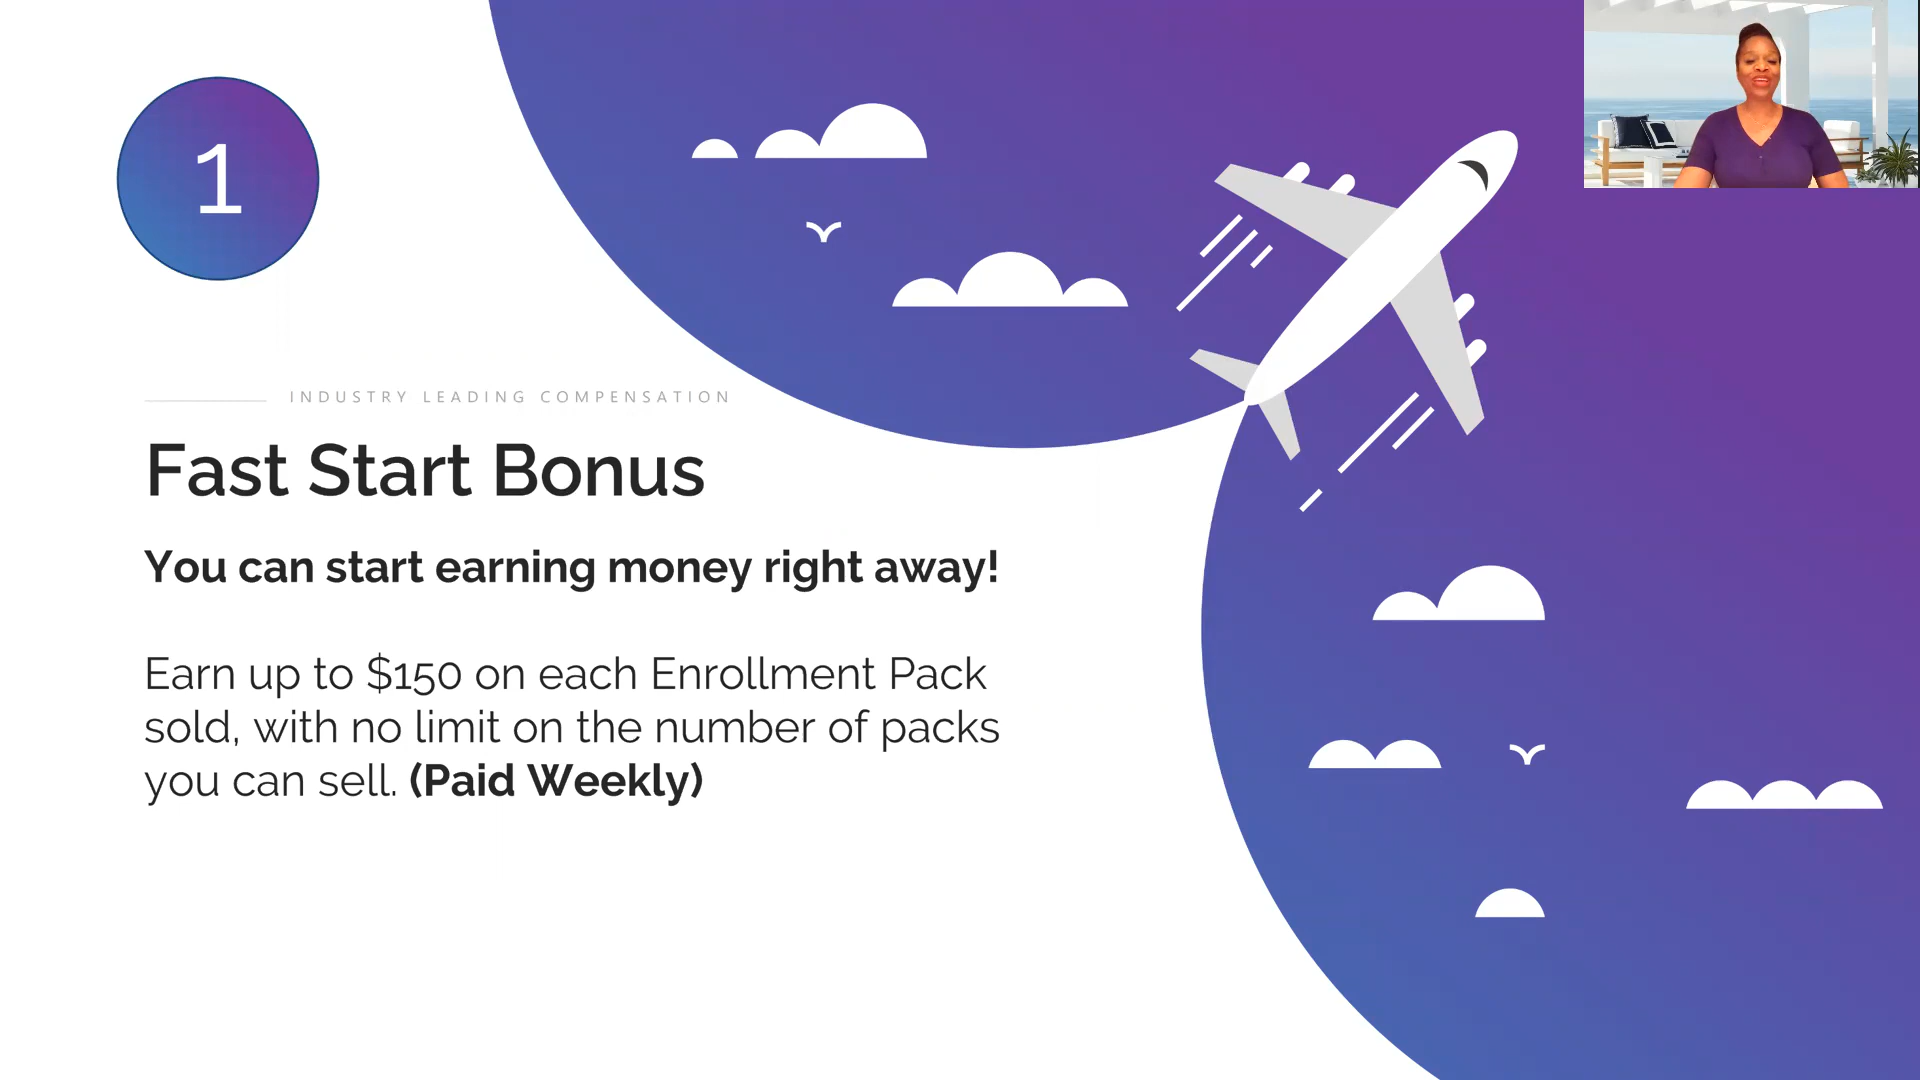 1
INDUSTRY LEADING COMPENSATION
Fast Start Bonus
You can start earning money right away!
Earn up to $150 on each Enrollment Pack
sold, with no limit on the number of packs
you can sell. (Paid Weekly)